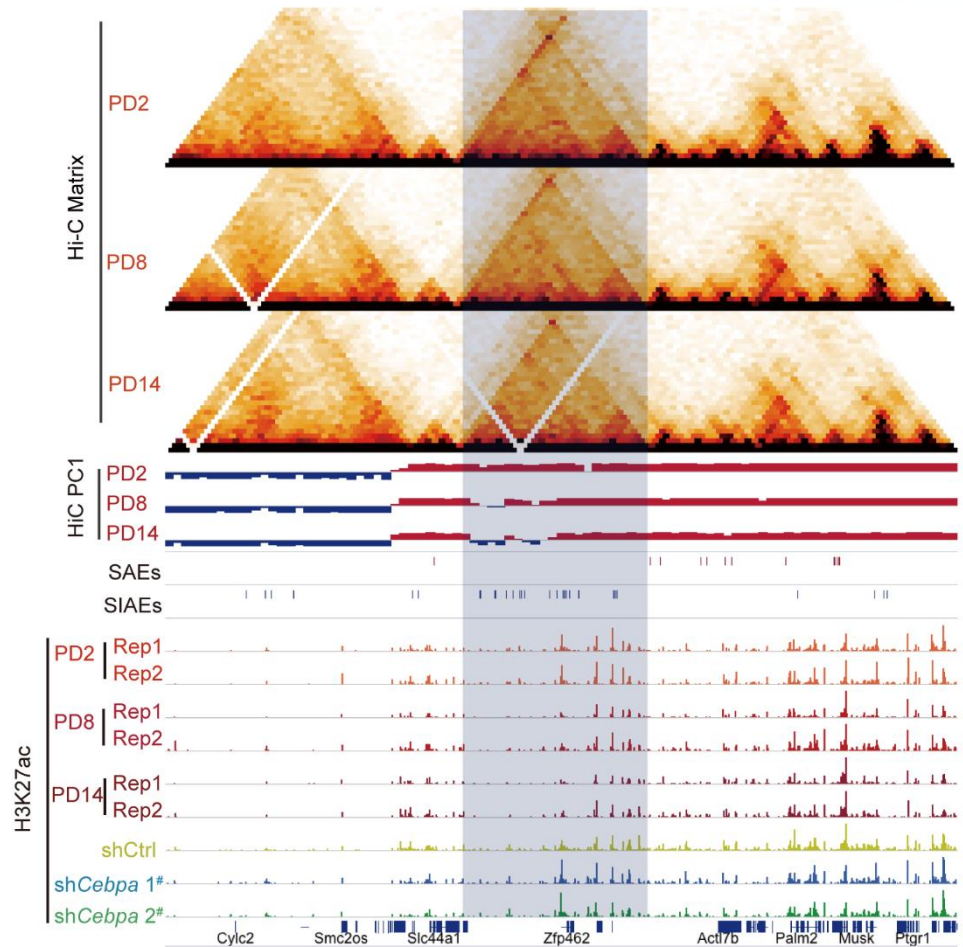 Hi-C Matrix
PD2
PD8
PD14
HiC PC1
PD2
PD8
PD14
SAEs
SIAEs
H3K27ac
PD2
Rep1
Rep2
PD8
Rep1
Rep2
PD14
Rep1
Rep2
shCtrl
shCebpa 1#
shCebpa 2#
Cylc2 Smc2os Slc44a1 Zfp462 Actl7b Palm2 Musk Ptgr1